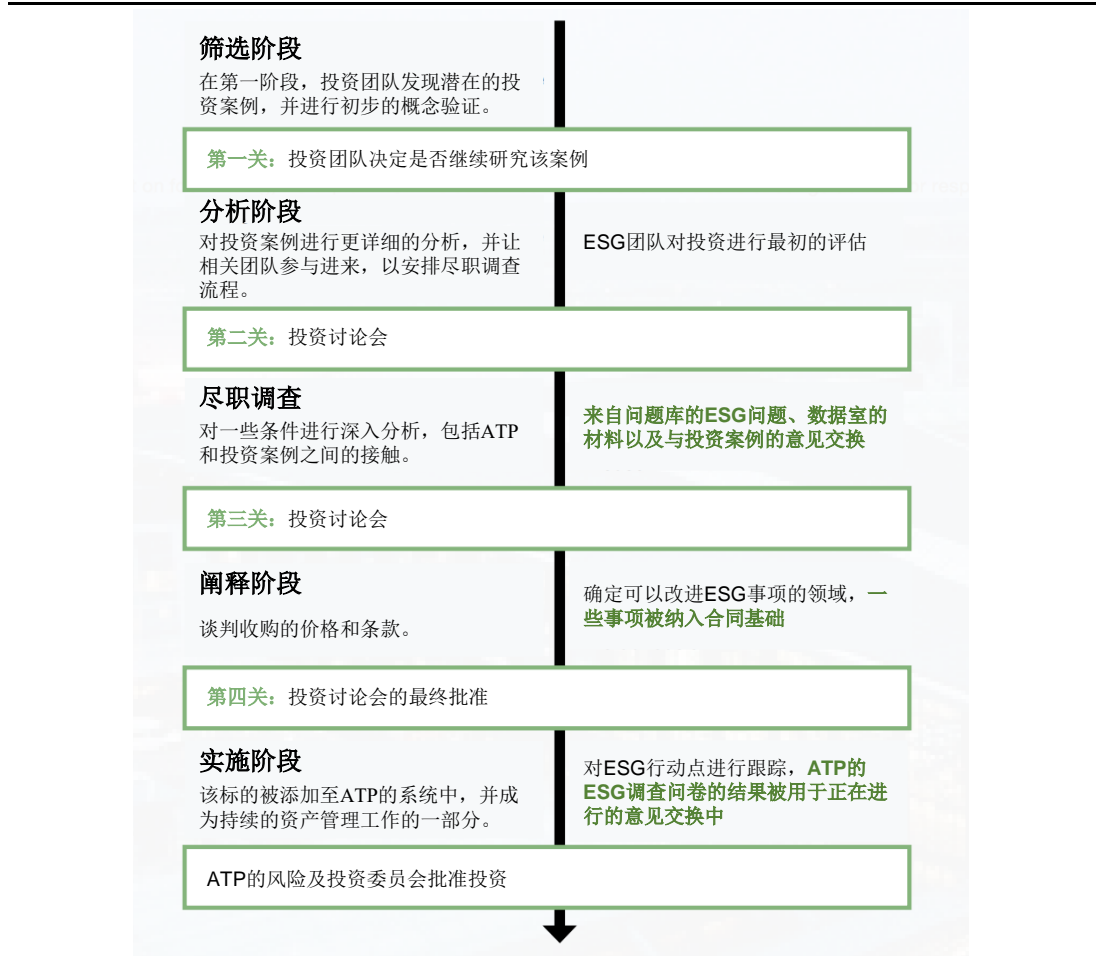 筛选阶段
在第一阶段，投资团队发现潜在的投
资案例，并进行初步的概念验证。
第一关：投资团队决定是否继续研究该案例
分析阶段
对投资案例进行更详细的分析，并让
相关团队参与进来，以安排尽职调查
流程。
ESG团队对投资进行最初的评估
第二关：投资讨论会
尽职调查
对一些条件进行深入分析，包括ATP
和投资案例之间的接触。
来自问题库的ESG问题、数据室的
材料以及与投资案例的意见交换
第三关：投资讨论会
阐释阶段
谈判收购的价格和条款。
确定可以改进ESG事项的领域，一
些事项被纳入合同基础
第四关：投资讨论会的最终批准
实施阶段
该标的被添加至ATP的系统中，并成
为持续的资产管理工作的一部分。
对ESG行动点进行跟踪，ATP的
ESG调查问卷的结果被用于正在进
行的意见交换中
ATP的风险及投资委员会批准投资